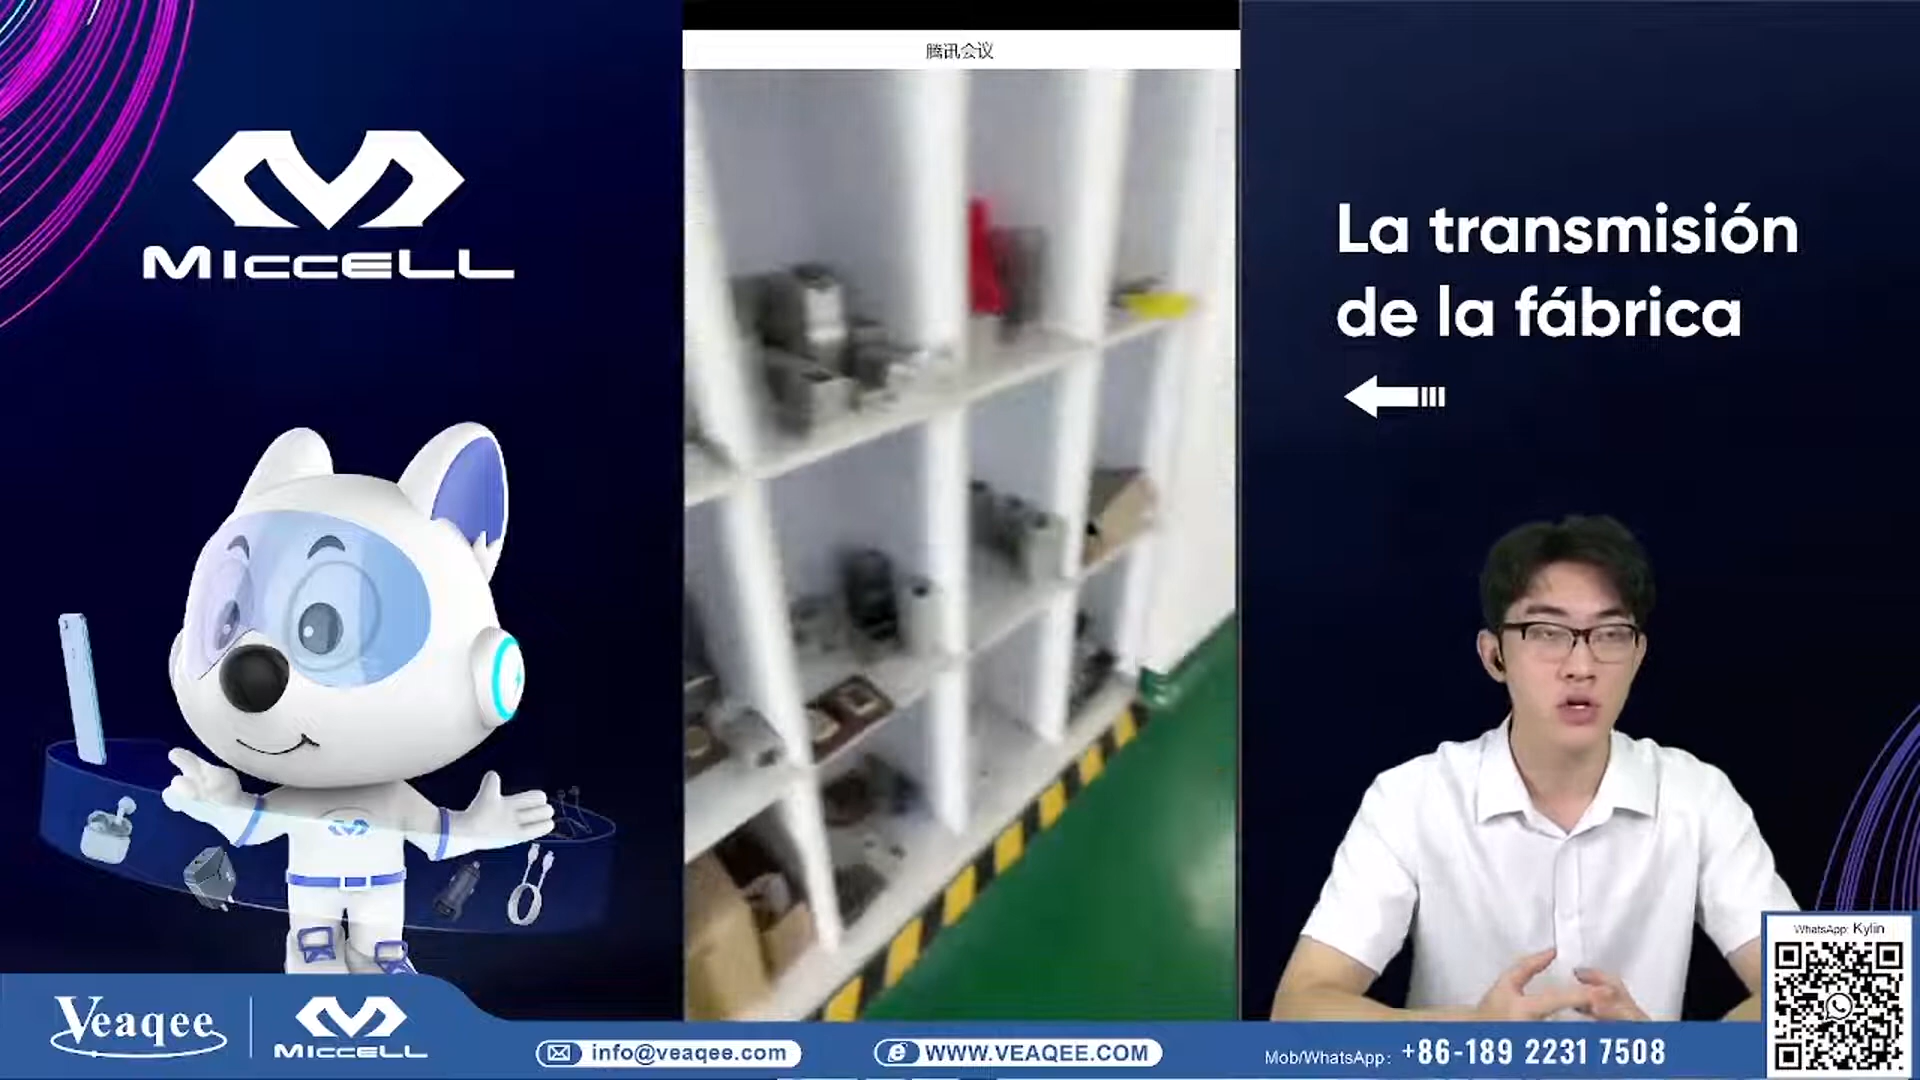 MICCELL
腾讯会议
La transmisión
de la fábrica
WhatsApp: Kylin
Veaqee
MICCELL
info@veaqee.com
WWW.VEAQEE.COM
Mob/WhatsApp: +86-189 2231 7508